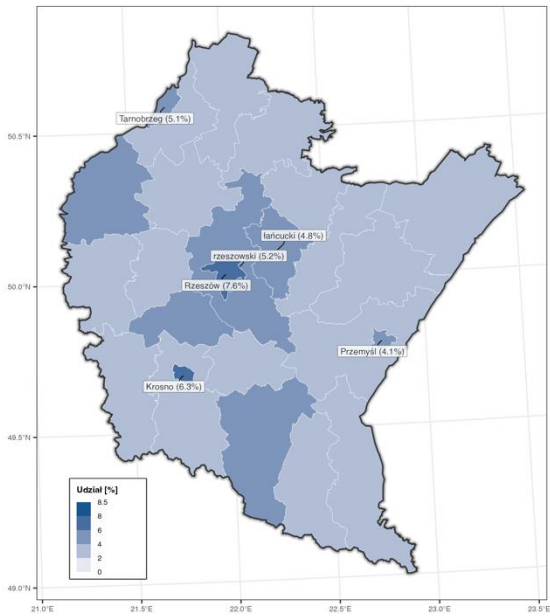 50.5°N
50.0°N
49.5°N
49.0°N
Tarnobrzeg (5.1%)
łańcucki (4.8%)
rzeszowski (5.2%)
Rzeszów (7.6%)
Przemyśl (4.1%)
Krosno (6.3%)
Udział [%]
8.5
8
6
4
2
0
21.0°E 21.5°E 22.0°E 22.5°E 23.0°E 23.5°E